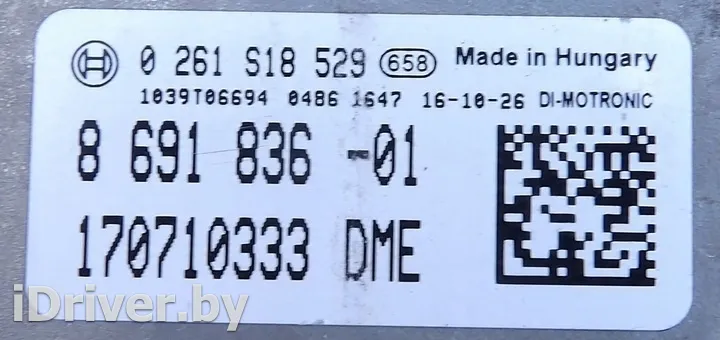 0 261 S18 529 658 Made in Hungary
1039T06694 0486 1647 16-10-26 DI-MOTRONIC
8 691 836 -01
170710333 DME
iDriver.by